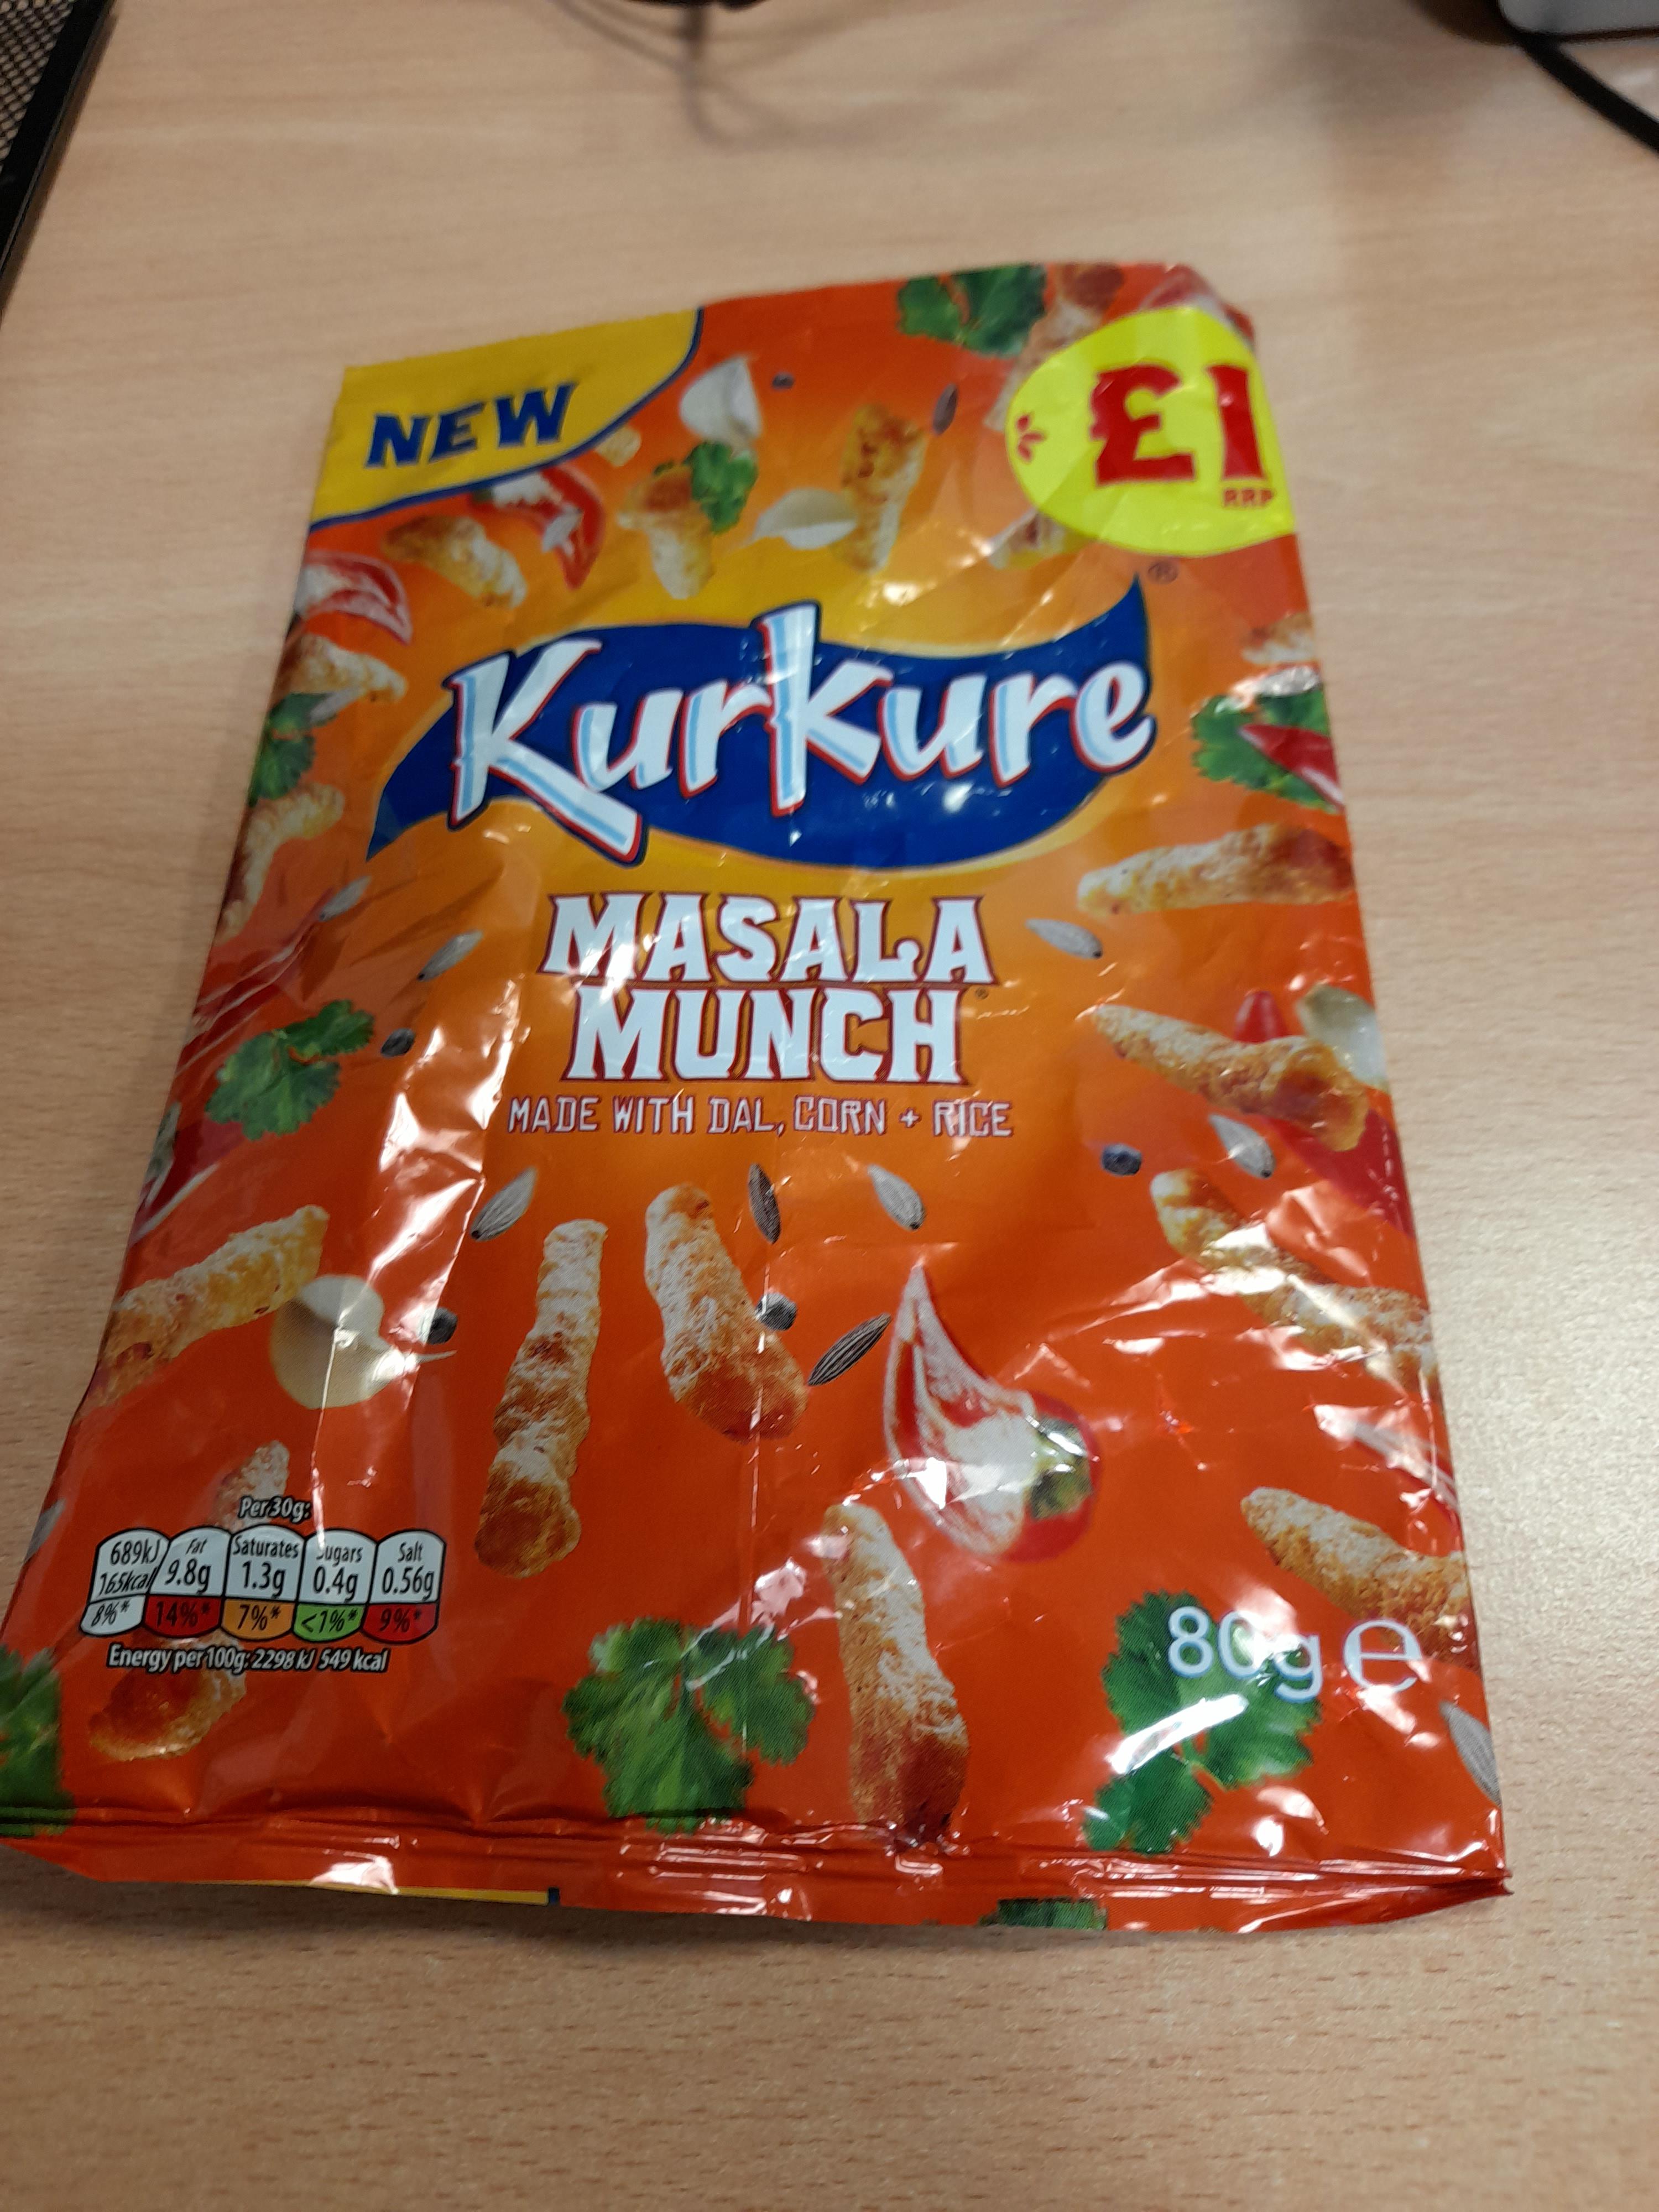 NEW
£1
RRP
Kurkure®
MASALA
MUNCH
MADE WITH DAL, CORN + RICE
Per 30g:
689kJ 165kcal 8%*
Fat 9.8g 14%*
Saturates 1.3g 7%*
Sugars 0.4g <1%*
Salt 0.56g 9%*
Energy per 100g: 2298 kJ 549 kcal
80g e